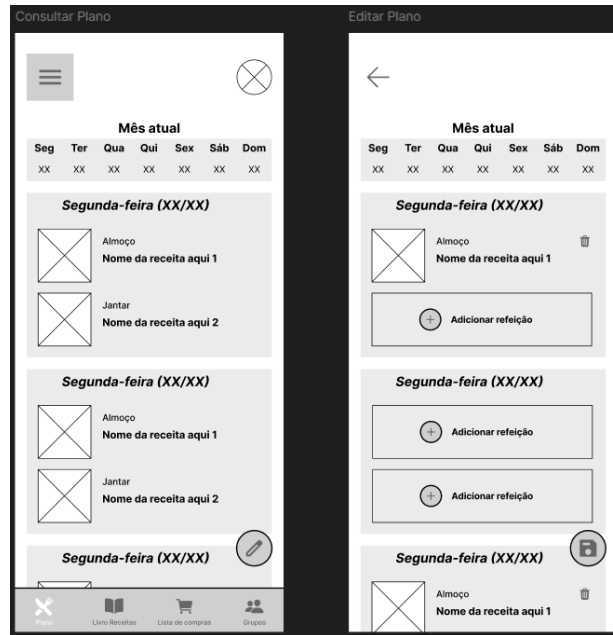 Consultar Plano
Mês atual
Seg Ter Qua Qui Sex Sáb Dom
XX XX XX XX XX XX XX
Segunda-feira (XX/XX)
Almoço
Nome da receita aqui 1
Jantar
Nome da receita aqui 2
Segunda-feira (XX/XX)
Almoço
Nome da receita aqui 1
Jantar
Nome da receita aqui 2
Segunda-feira (XX/XX)
Plano Livro Receitas Lista de compras Grupos
Editar Plano
Mês atual
Seg Ter Qua Qui Sex Sáb Dom
XX XX XX XX XX XX XX
Segunda-feira (XX/XX)
Almoço
Nome da receita aqui 1
Adicionar refeição
Segunda-feira (XX/XX)
Adicionar refeição
Adicionar refeição
Segunda-feira (XX/XX)
Almoço
Nome da receita aqui 1